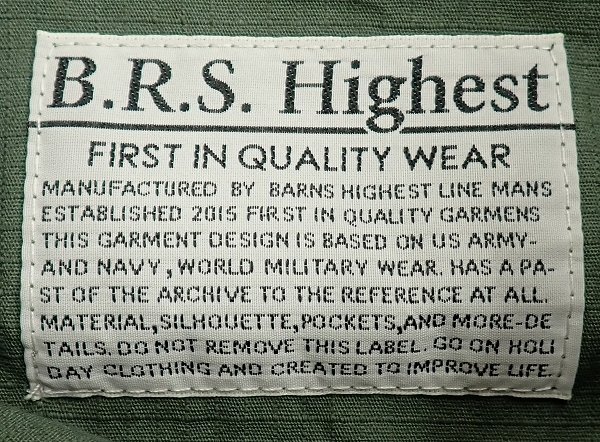 B.R.S. Highest
FIRST IN QUALITY WEAR
MANUFACTURED BY BARNS HIGHEST LINE MANS
ESTABLISHED 2015 FIRST IN QUALITY GARMENS
THIS GARMENT DESIGN IS BASED ON US ARMY-
AND NAVY, WORLD MILITARY WEAR. HAS A PA-
ST OF THE ARCHIVE TO THE REFERENCE AT ALL.
MATERIAL,SILHOUETTE,POCKETS,AND MORE-DE
TAILS. DO NOT REMOVE THIS LABEL. GO ON HOLI
DAY CLOTHING AND CREATED TO IMPROVE LIFE.